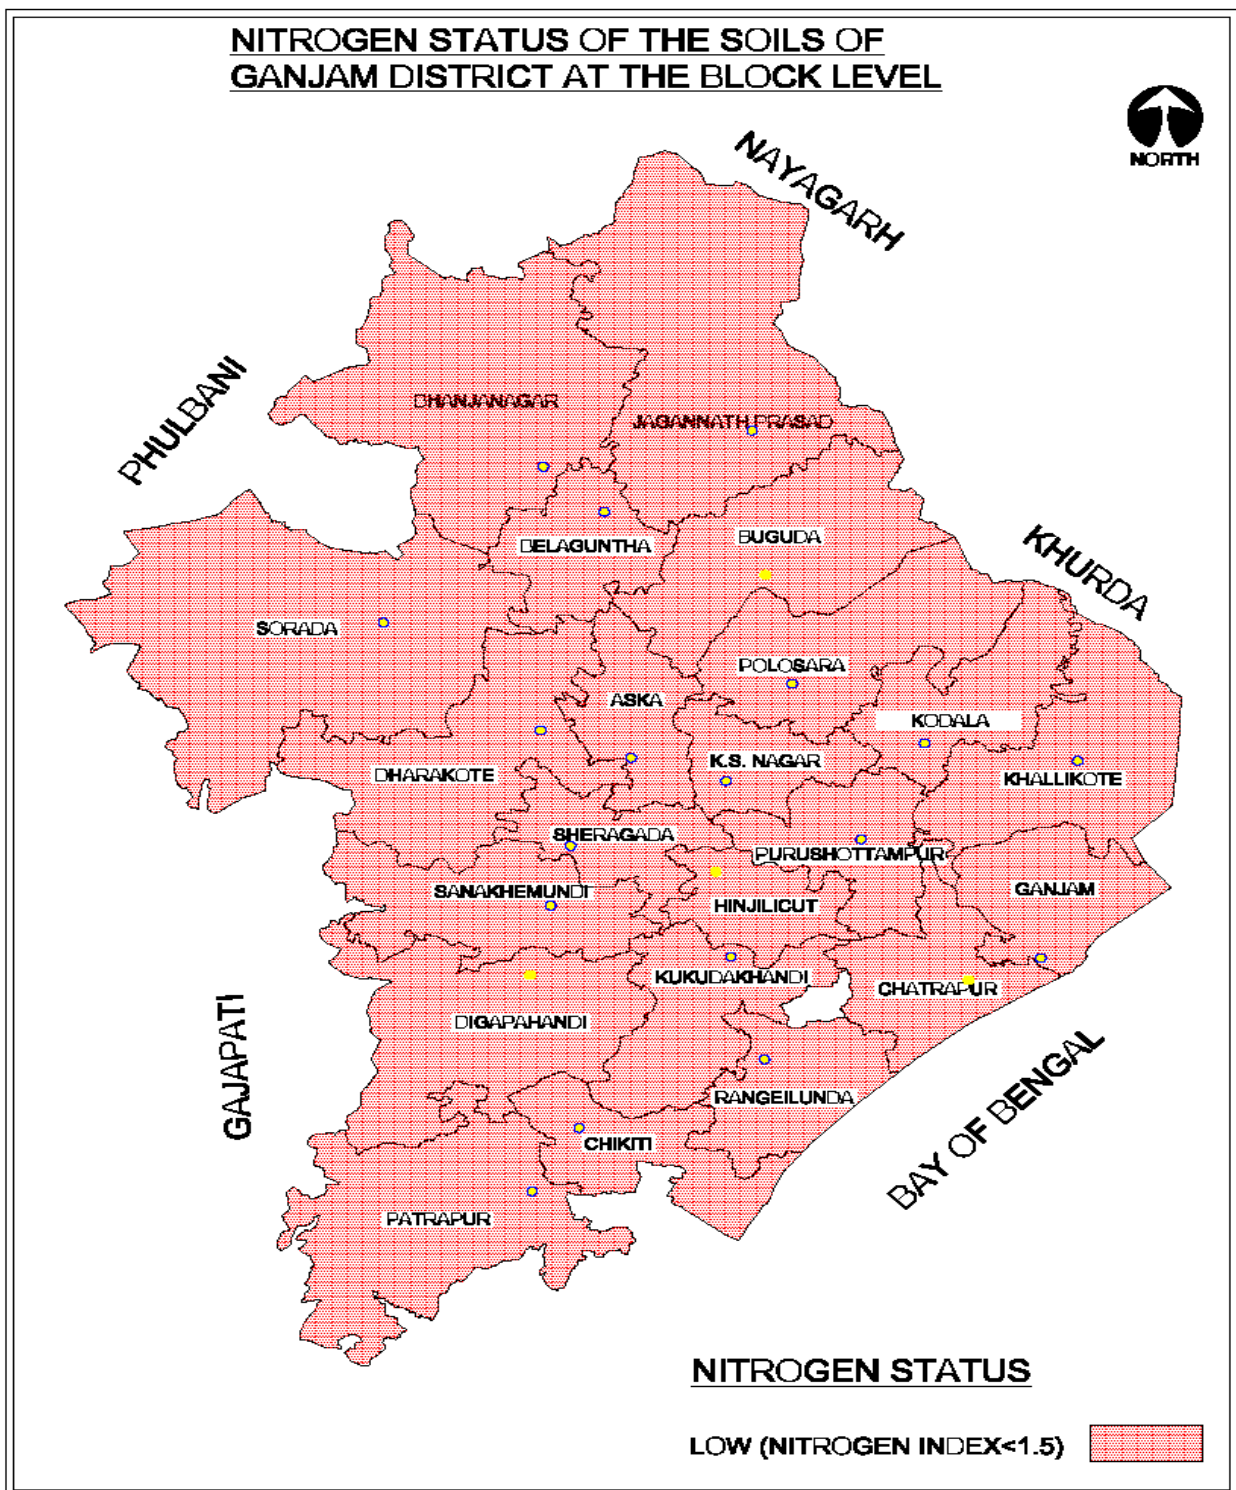 NITROGEN STATUS OF THE SOILS OF
GANJAM DISTRICT AT THE BLOCK LEVEL
NORTH
NAYAGARH
PHULBANI
DHANJANAGAR
JAGANNATH PRASAD
BUGUDA
BELAGUNTHA
KHURDA
SORADA
POLOSARA
ASKA
KODALA
K.S. NAGAR
DHARAKOTE
KHALLIKOTE
SHERAGADA
PURUSHOTTAMPUR
SANAKHEMUNDI
GANJAM
HINJILICUT
KUKUDAKHANDI
CHATRAPUR
DIGAPAHANDI
GAJAPATI
RANGEILUNDA
BAY OF BENGAL
CHIKITI
PATRAPUR
NITROGEN STATUS
LOW (NITROGEN INDEX<1.5)